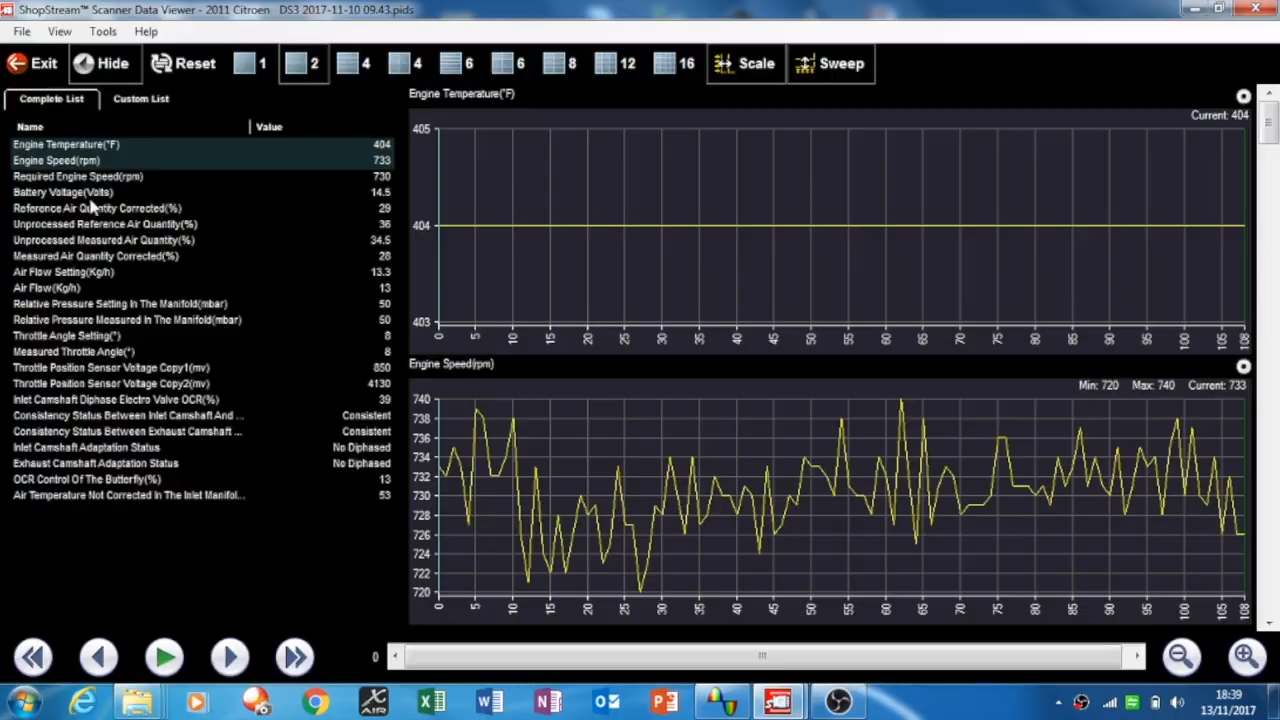 ShopStream™ Scanner Data Viewer - 2011 Citroen DS3 2017-11-10 09.43.pids
File View Tools Help
Exit Hide Reset 1 2 4 4 6 6 8 12 16 Scale Sweep
Complete List Custom List
Name Value
Engine Temperature(°F) 404
Engine Speed(rpm) 733
Required Engine Speed(rpm) 730
Battery Voltage(Volts) 14.5
Reference Air Quantity Corrected(%) 29
Unprocessed Reference Air Quantity(%) 36
Unprocessed Measured Air Quantity(%) 34.5
Measured Air Quantity Corrected(%) 28
Air Flow Setting(Kg/h) 13.3
Air Flow(Kg/h) 13
Relative Pressure Setting In The Manifold(mbar) 50
Relative Pressure Measured In The Manifold(mbar) 50
Throttle Angle Setting(°) 8
Measured Throttle Angle(°) 8
Throttle Position Sensor Voltage Copy1(mv) 850
Throttle Position Sensor Voltage Copy2(mv) 4130
Inlet Camshaft Diphase Electro Valve OCR(%) 39
Consistency Status Between Inlet Camshaft And ... Consistent
Consistency Status Between Exhaust Camshaft ... Consistent
Inlet Camshaft Adaptation Status No Diphased
Exhaust Camshaft Adaptation Status No Diphased
OCR Control Of The Butterfly(%) 13
Air Temperature Not Corrected In The Inlet Manifol... 53
Engine Temperature(°F)
Current: 404
405
404
403
0 5 10 15 20 25 30 35 40 45 50 55 60 65 70 75 80 85 90 95 100 105 108
Engine Speed(rpm)
Min: 720 Max: 740 Current: 733
740
738
736
734
732
730
728
726
724
722
720
0 5 10 15 20 25 30 35 40 45 50 55 60 65 70 75 80 85 90 95 100 105 108
0
XAIR
18:39
13/11/2017